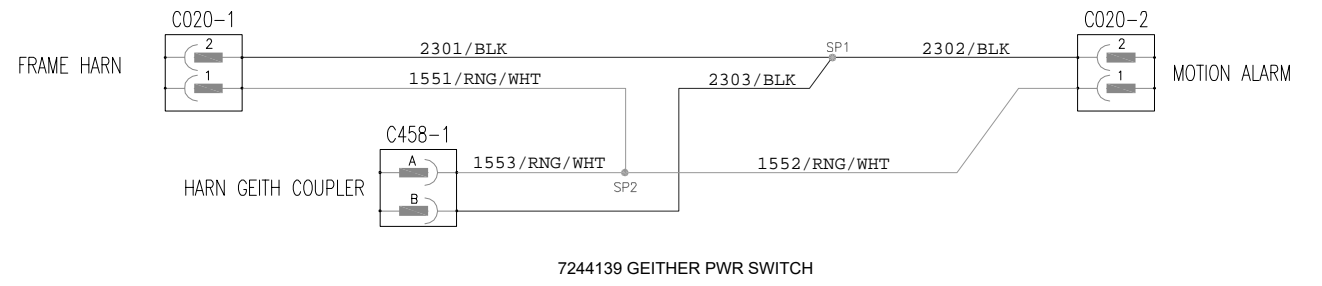 C020-1
C020-2
FRAME HARN
2
1
2301/BLK
1551/RNG/WHT
SP1
2302/BLK
2303/BLK
2
1
MOTION ALARM
C458-1
HARN GEITH COUPLER
A
B
1553/RNG/WHT
SP2
1552/RNG/WHT
7244139 GEITHER PWR SWITCH